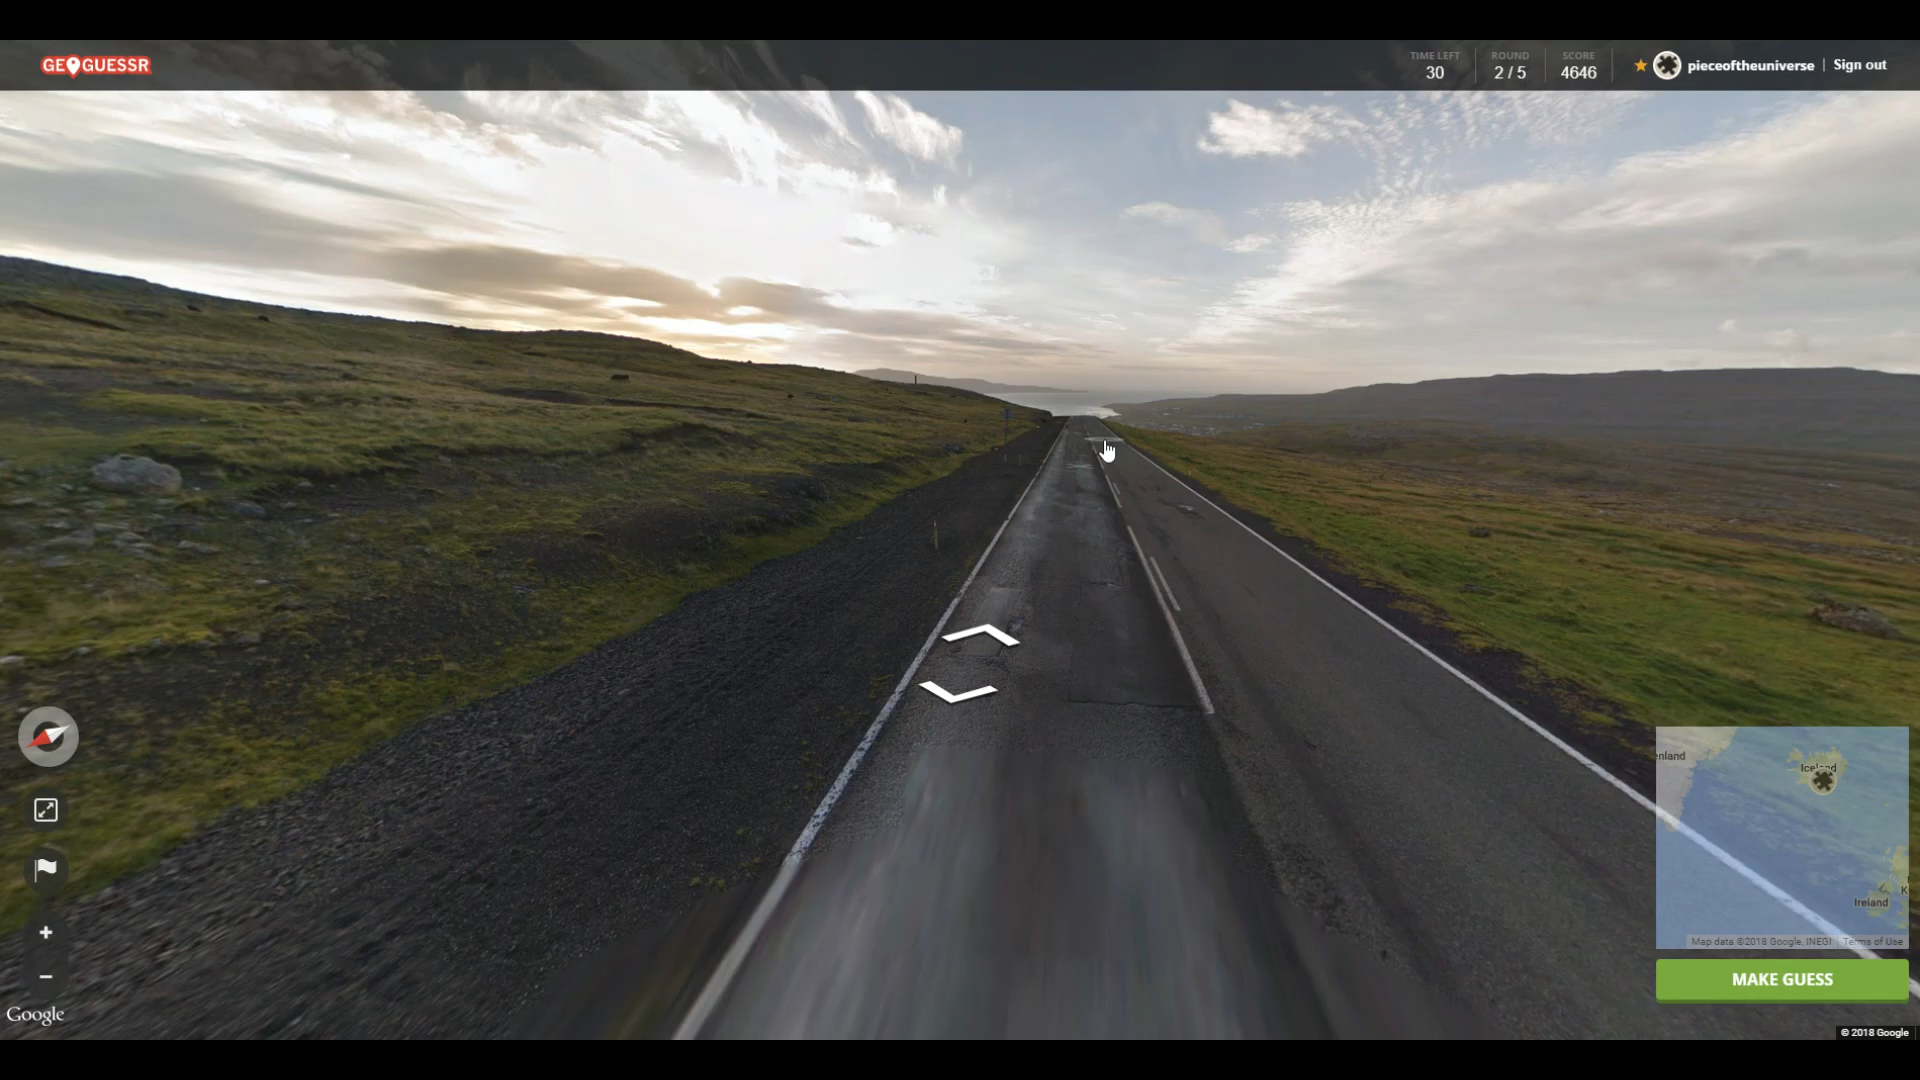 GEOGUESSR
TIME LEFT
30
ROUND
2 / 5
SCORE
4646
pieceoftheuniverse
Sign out
Iceland
Ireland
Map data ©2018 Google, INEGI
Terms of Use
MAKE GUESS
Google
© 2018 Google